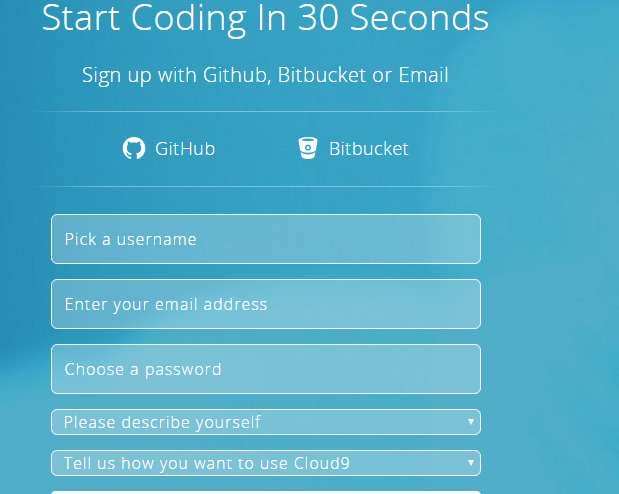 Start Coding In 30 Seconds
Sign up with Github, Bitbucket or Email
GitHub Bitbucket
Pick a username
Enter your email address
Choose a password
Please describe yourself
Tell us how you want to use Cloud9